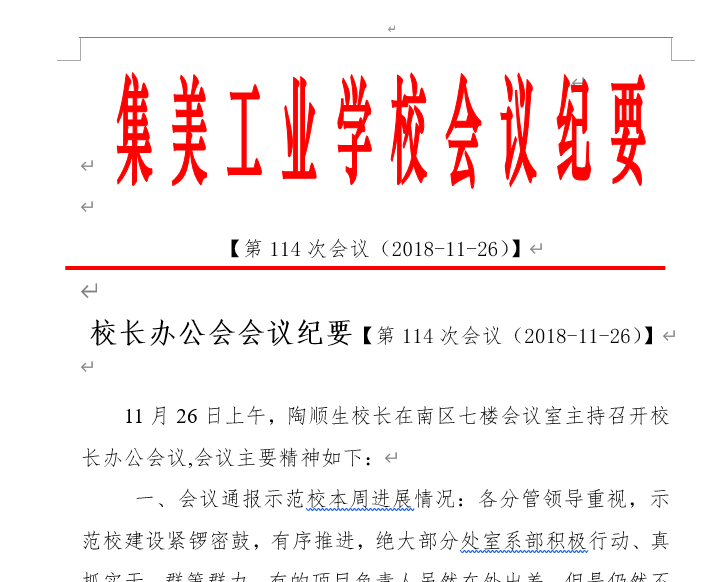 集美工业学校会议纪要
【第 114 次会议（2018-11-26）】
校长办公会会议纪要【第 114 次会议（2018-11-26）】
11 月 26 日上午，陶顺生校长在南区七楼会议室主持召开校
长办公会议,会议主要精神如下：
一、会议通报示范校本周进展情况：各分管领导重视，示
范校建设紧锣密鼓，有序推进，绝大部分处室系部积极行动、真
抓实干、群策群力，有的项目负责人虽然在外出差，但是仍然不